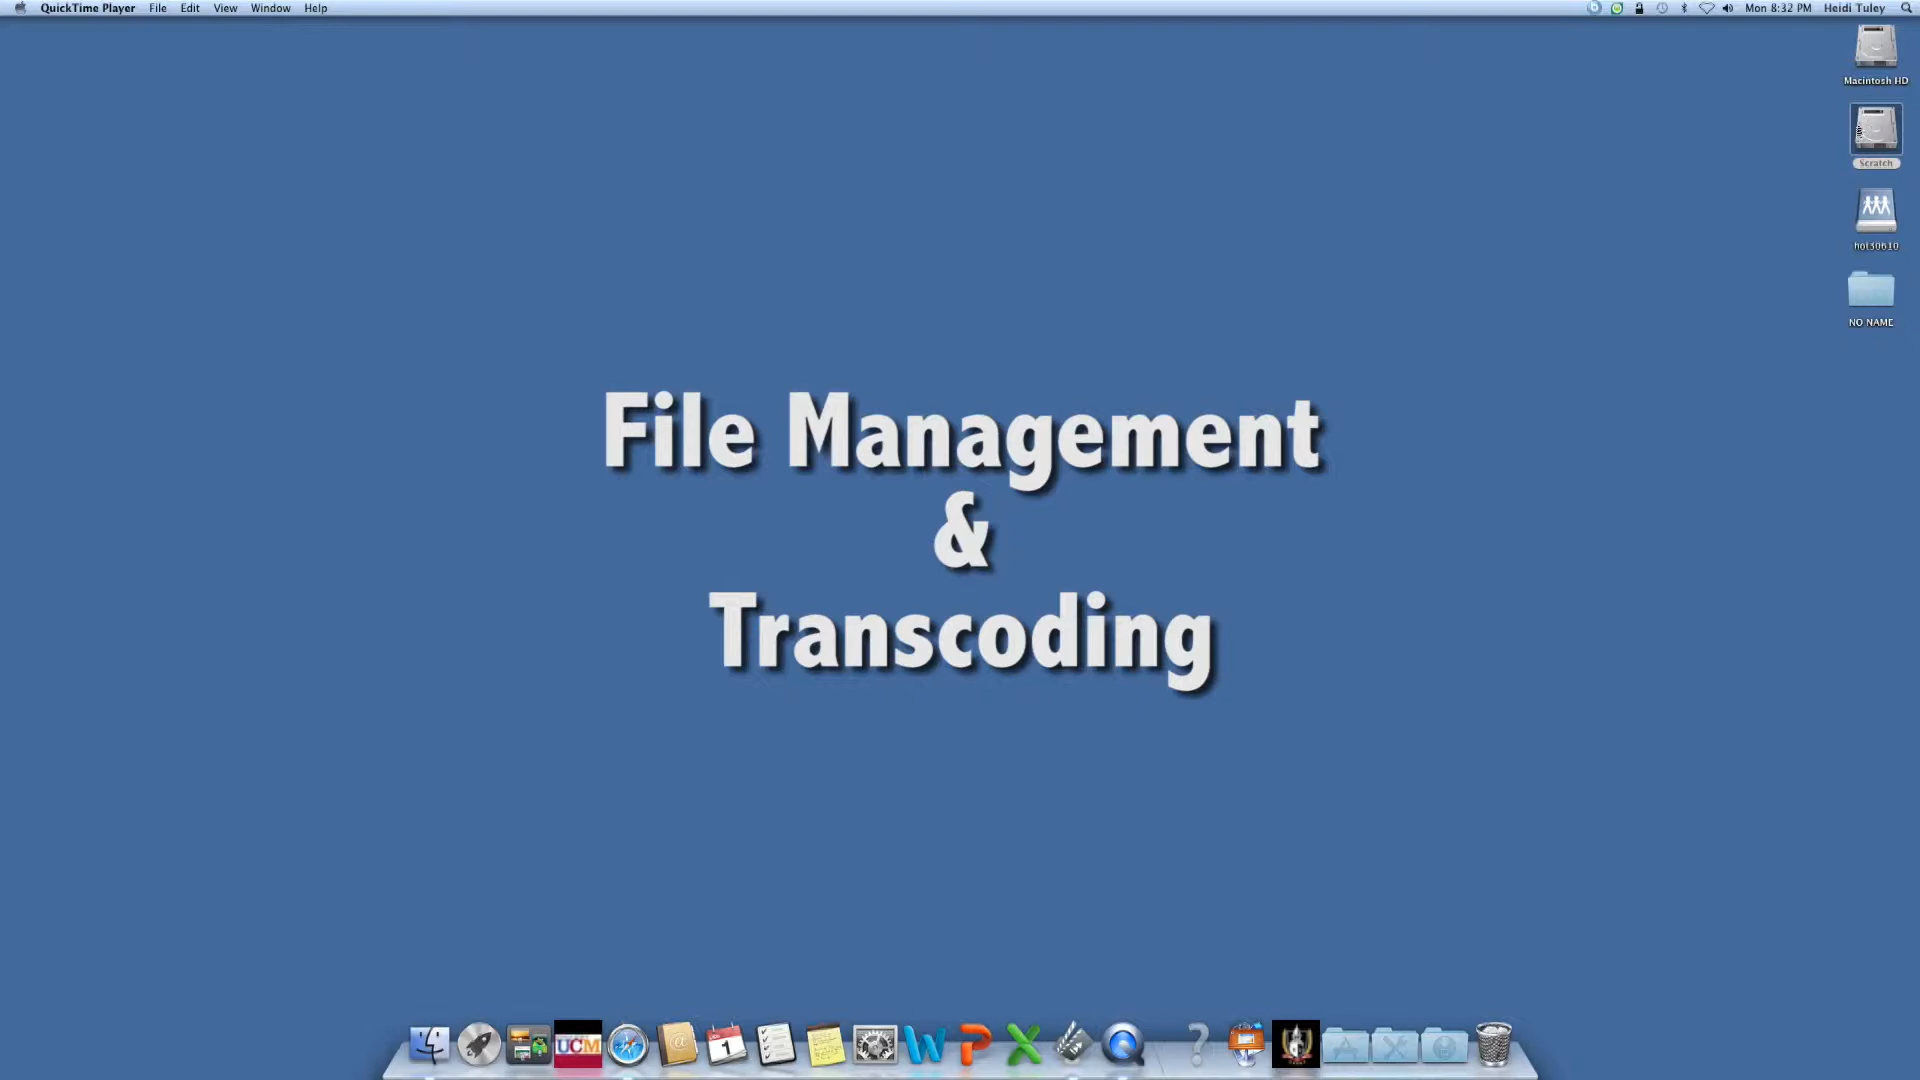 QuickTime Player File Edit View Window Help Mon 8:32 PM Heidi Tuley
Macintosh HD
Scratch
hol30610
NO NAME
File Management
&
Transcoding
UCM
1